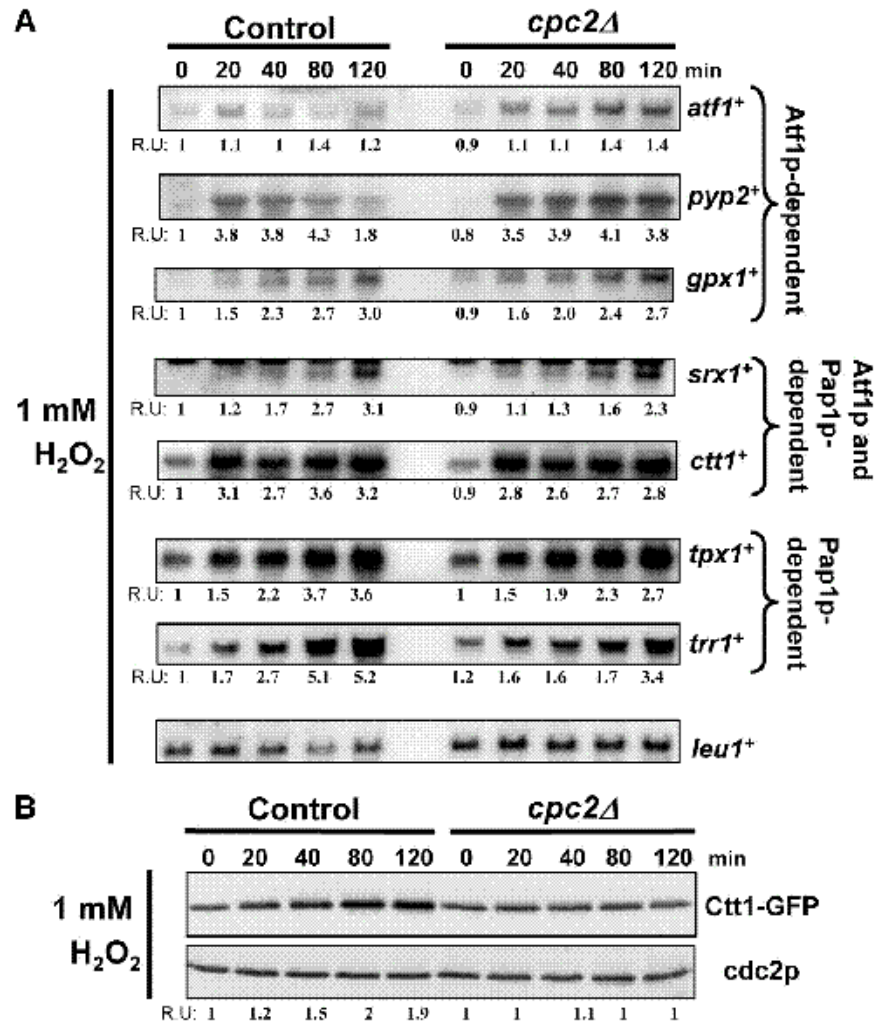 A
Control cpc2Δ
0 20 40 80 120 0 20 40 80 120 min
atf1+
R.U: 1 1.1 1 1.4 1.2 0.9 1.1 1.1 1.4 1.4
pyp2+
R.U: 1 3.8 3.8 4.3 1.8 0.8 3.5 3.9 4.1 3.8
gpx1+
R.U: 1 1.5 2.3 2.7 3.0 0.9 1.6 2.0 2.4 2.7
Atf1p-dependent
srx1+
R.U: 1 1.2 1.7 2.7 3.1 0.9 1.1 1.3 1.6 2.3
ctt1+
R.U: 1 3.1 2.7 3.6 3.2 0.9 2.8 2.6 2.7 2.8
Atf1p and
Pap1p-
dependent
tpx1+
R.U: 1 1.5 2.2 3.7 3.6 1 1.5 1.9 2.3 2.7
trr1+
R.U: 1 1.7 2.7 5.1 5.2 1.2 1.6 1.6 1.7 3.4
Pap1p-
dependent
leu1+
1 mM
H₂O₂
B
Control cpc2Δ
0 20 40 80 120 0 20 40 80 120 min
Ctt1-GFP
1 mM
H₂O₂
cdc2p
R.U: 1 1.2 1.5 2 1.9 1 1 1.1 1 1